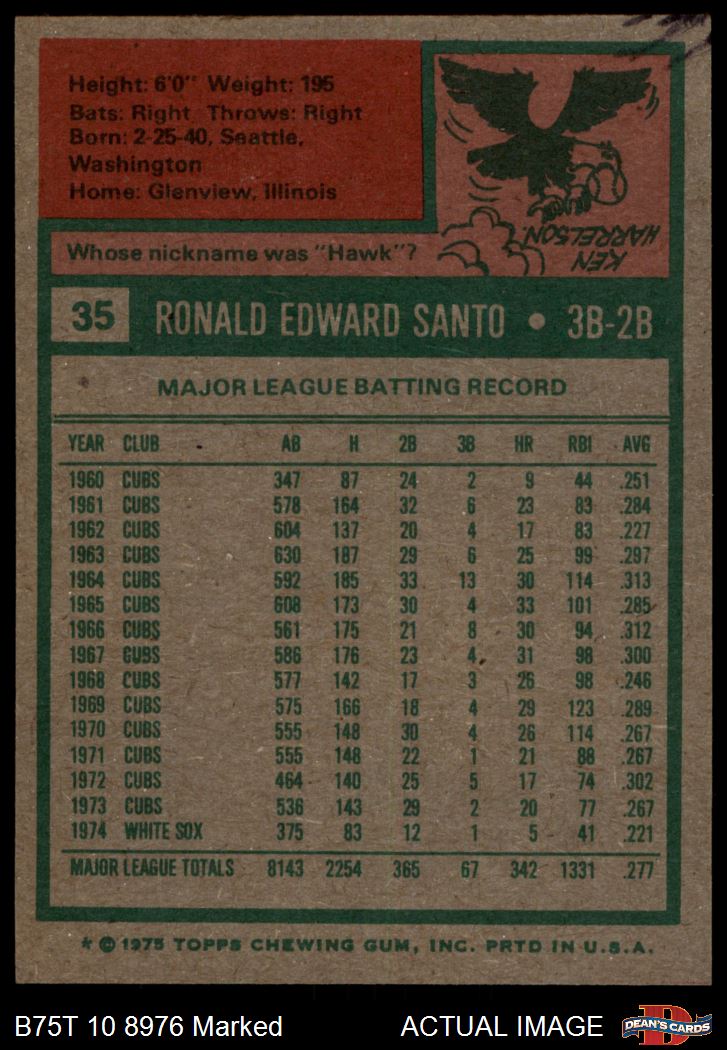 Height: 6'0" Weight: 195
Bats: Right Throws: Right
Born: 2-25-40, Seattle,
Washington
Home: Glenview, Illinois
KEN
HARRELSON
Whose nickname was "Hawk"?
35 RONALD EDWARD SANTO • 3B-2B
MAJOR LEAGUE BATTING RECORD
YEAR CLUB AB H 2B 3B HR RBI AVG
1960 CUBS 347 87 24 2 9 44 .251
1961 CUBS 578 164 32 6 23 83 .284
1962 CUBS 604 137 20 4 17 83 .227
1963 CUBS 630 187 29 6 25 99 .297
1964 CUBS 592 185 33 13 30 114 .313
1965 CUBS 608 173 30 4 33 101 .285
1966 CUBS 561 175 21 8 30 94 .312
1967 CUBS 586 176 23 4 31 98 .300
1968 CUBS 577 142 17 3 26 98 .246
1969 CUBS 575 166 18 4 29 123 .289
1970 CUBS 555 148 30 4 26 114 .267
1971 CUBS 555 148 22 1 21 88 .267
1972 CUBS 464 140 25 5 17 74 .302
1973 CUBS 536 143 29 2 20 77 .267
1974 WHITE SOX 375 83 12 1 5 41 .221
MAJOR LEAGUE TOTALS 8143 2254 365 67 342 1331 .277
* © 1975 TOPPS CHEWING GUM, INC. PRTD IN U.S.A.
B75T 10 8976 Marked ACTUAL IMAGE
DEAN'S CARDS